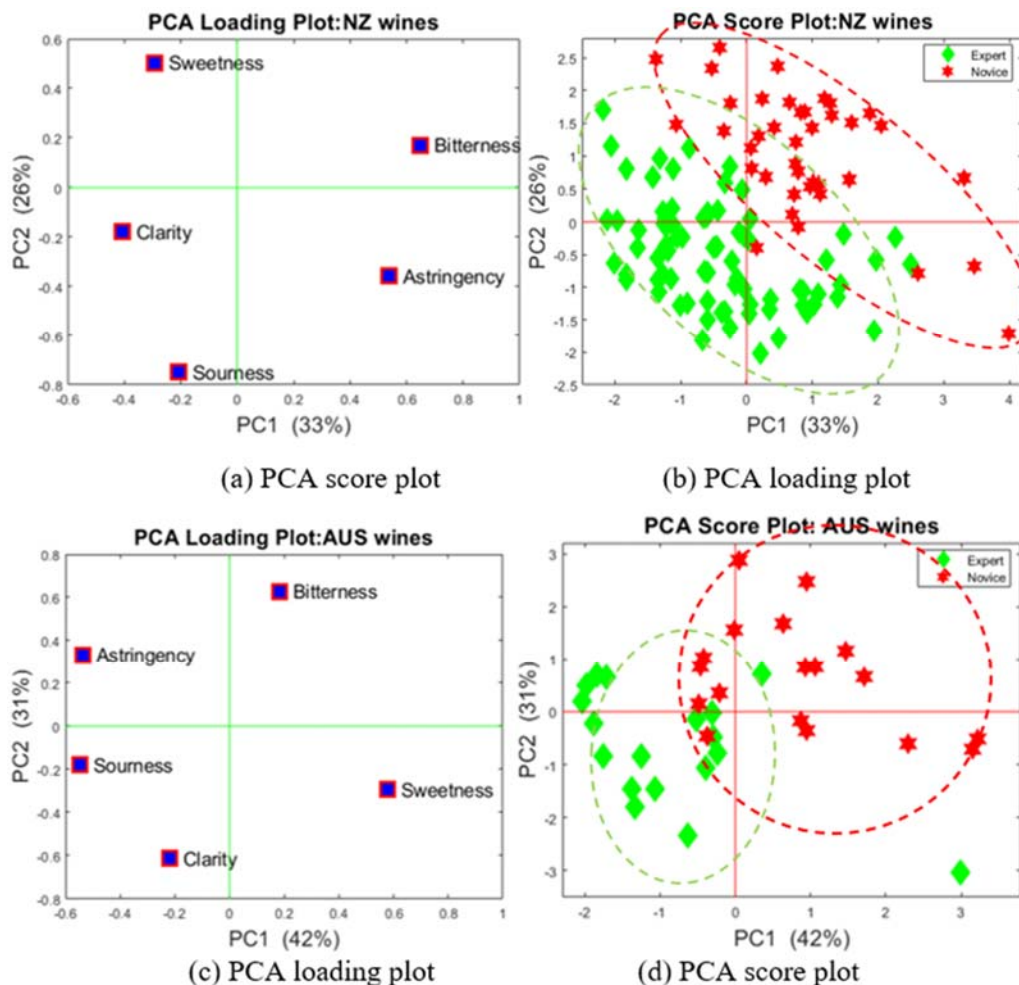 PCA Loading Plot:NZ wines
0.6
0.4
0.2
0
-0.2
-0.4
-0.6
-0.8
PC2 (26%)
Sweetness
Bitterness
Clarity
Astringency
Sourness
-0.6 -0.4 -0.2 0 0.2 0.4 0.6 0.8 1
PC1 (33%)
(a) PCA score plot
PCA Score Plot:NZ wines
2.5
2
1.5
1
0.5
0
-0.5
-1
-1.5
-2
-2.5
PC2 (26%)
Expert
Novice
-2 -1 0 1 2 3 4
PC1 (33%)
(b) PCA loading plot
PCA Loading Plot:AUS wines
0.8
0.6
0.4
0.2
0
-0.2
-0.4
-0.6
-0.8
PC2 (31%)
Bitterness
Astringency
Sourness
Sweetness
Clarity
-0.6 -0.4 -0.2 0 0.2 0.4 0.6 0.8 1
PC1 (42%)
(c) PCA loading plot
PCA Score Plot: AUS wines
3
2
1
0
-1
-2
-3
PC2 (31%)
Expert
Novice
-2 -1 0 1 2 3
PC1 (42%)
(d) PCA score plot